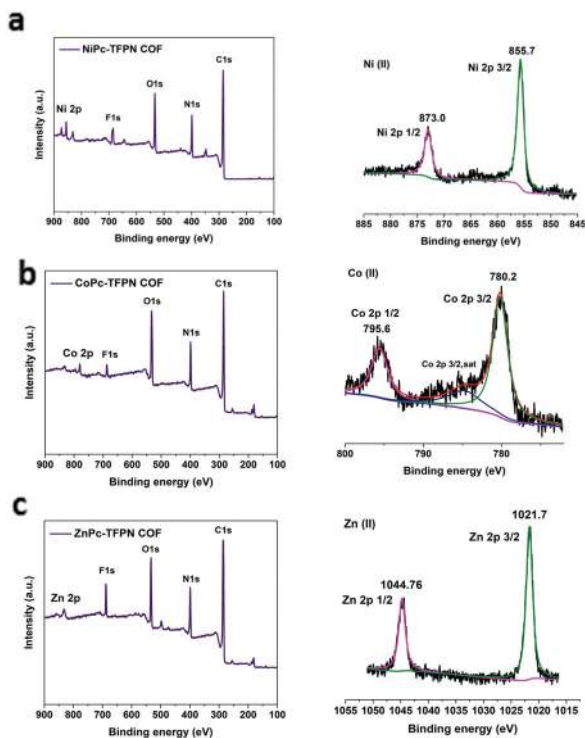 a
NiPc-TFPN COF
C1s
O1s
N1s
Ni 2p
F1s
Intensity (a.u.)
900 800 700 600 500 400 300 200 100
Binding energy (eV)
Ni (II)
855.7
Ni 2p 3/2
873.0
Ni 2p 1/2
885 880 875 870 865 860 855 850 845
Binding energy (eV)
b
CoPc-TFPN COF
C1s
O1s
N1s
Co 2p
F1s
Intensity (a.u.)
900 800 700 600 500 400 300 200 100
Binding energy (eV)
Co (II)
780.2
Co 2p 3/2
Co 2p 1/2
795.6
Co 2p 3/2,sat
800 790 780
Binding energy (eV)
c
ZnPc-TFPN COF
C1s
O1s
F1s
N1s
Zn 2p
Intensity (a.u.)
900 800 700 600 500 400 300 200 100
Binding energy (eV)
Zn (II)
1021.7
Zn 2p 3/2
1044.76
Zn 2p 1/2
1055 1050 1045 1040 1035 1030 1025 1020 1015
Binding energy (eV)